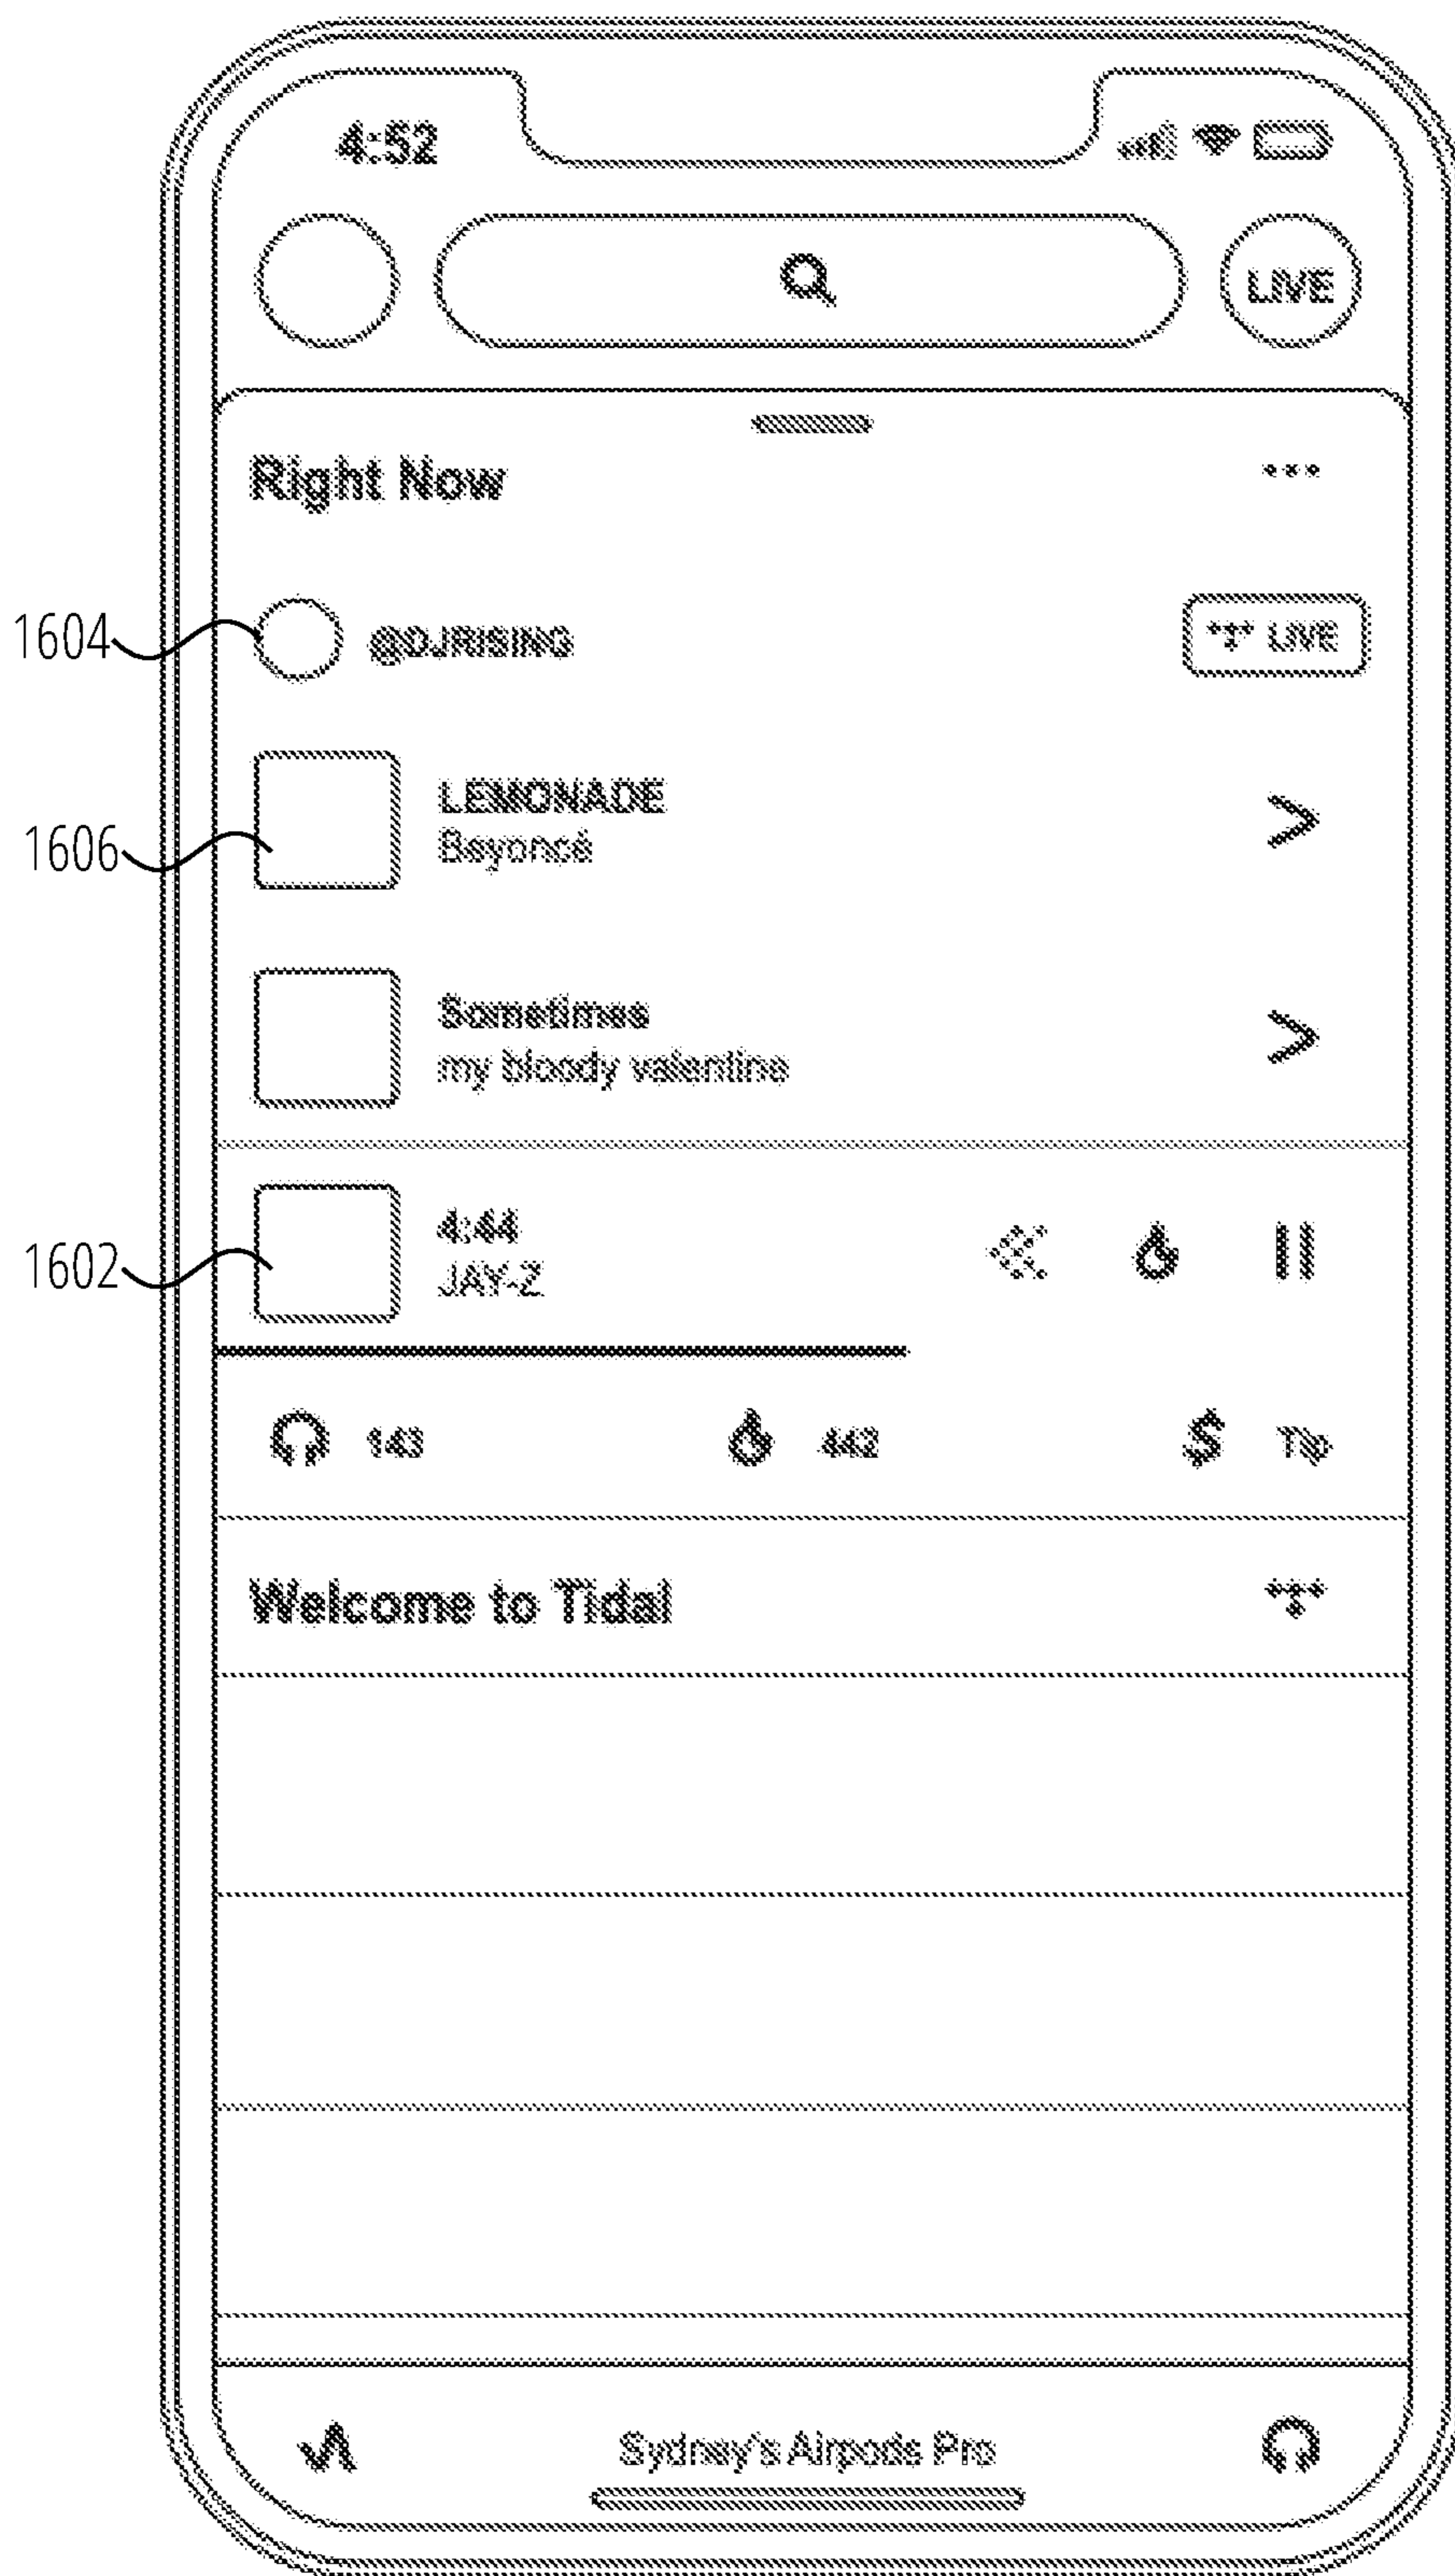 4:52
LIVE
Right Now
...
1604
@DJRISING
LIVE
LEMONADE
1606
Beyoncé
>
Sometimes
my bloody valentine
>
4:44
1602
JAY-Z
143
442
$ Tip
Welcome to Tidal
Sydney's Airpods Pro